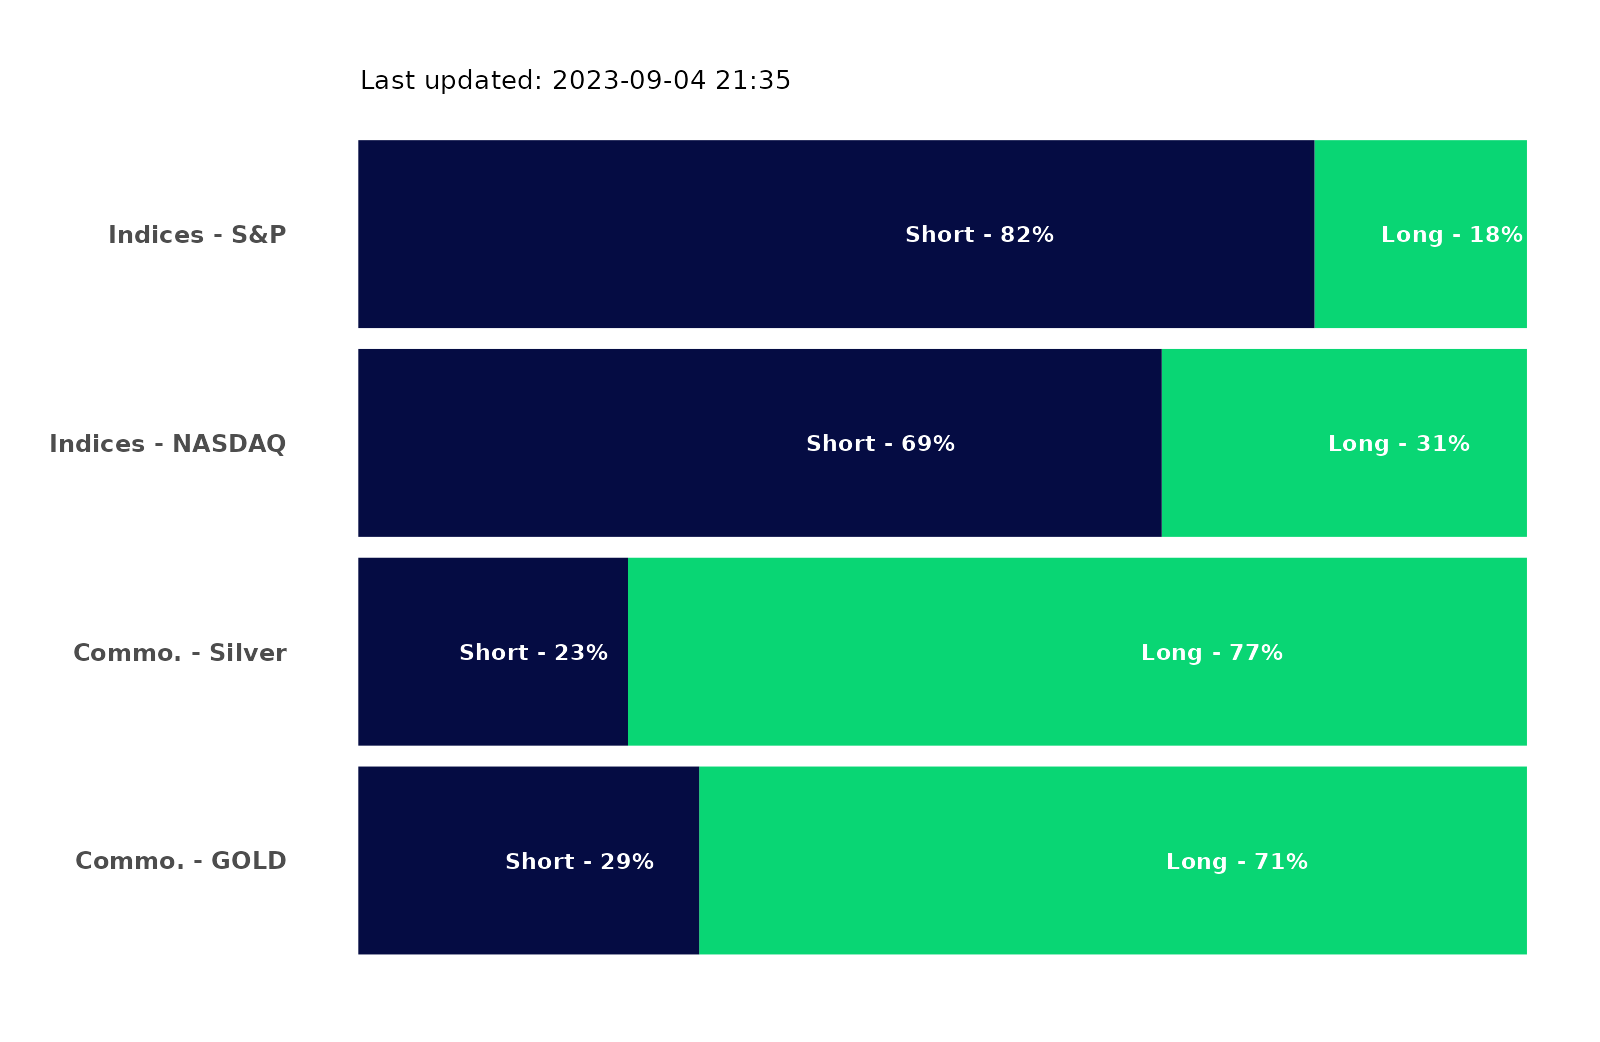 Last updated: 2023-09-04 21:35
Indices - S&P Short - 82% Long - 18%
Indices - NASDAQ Short - 69% Long - 31%
Commo. - Silver Short - 23% Long - 77%
Commo. - GOLD Short - 29% Long - 71%